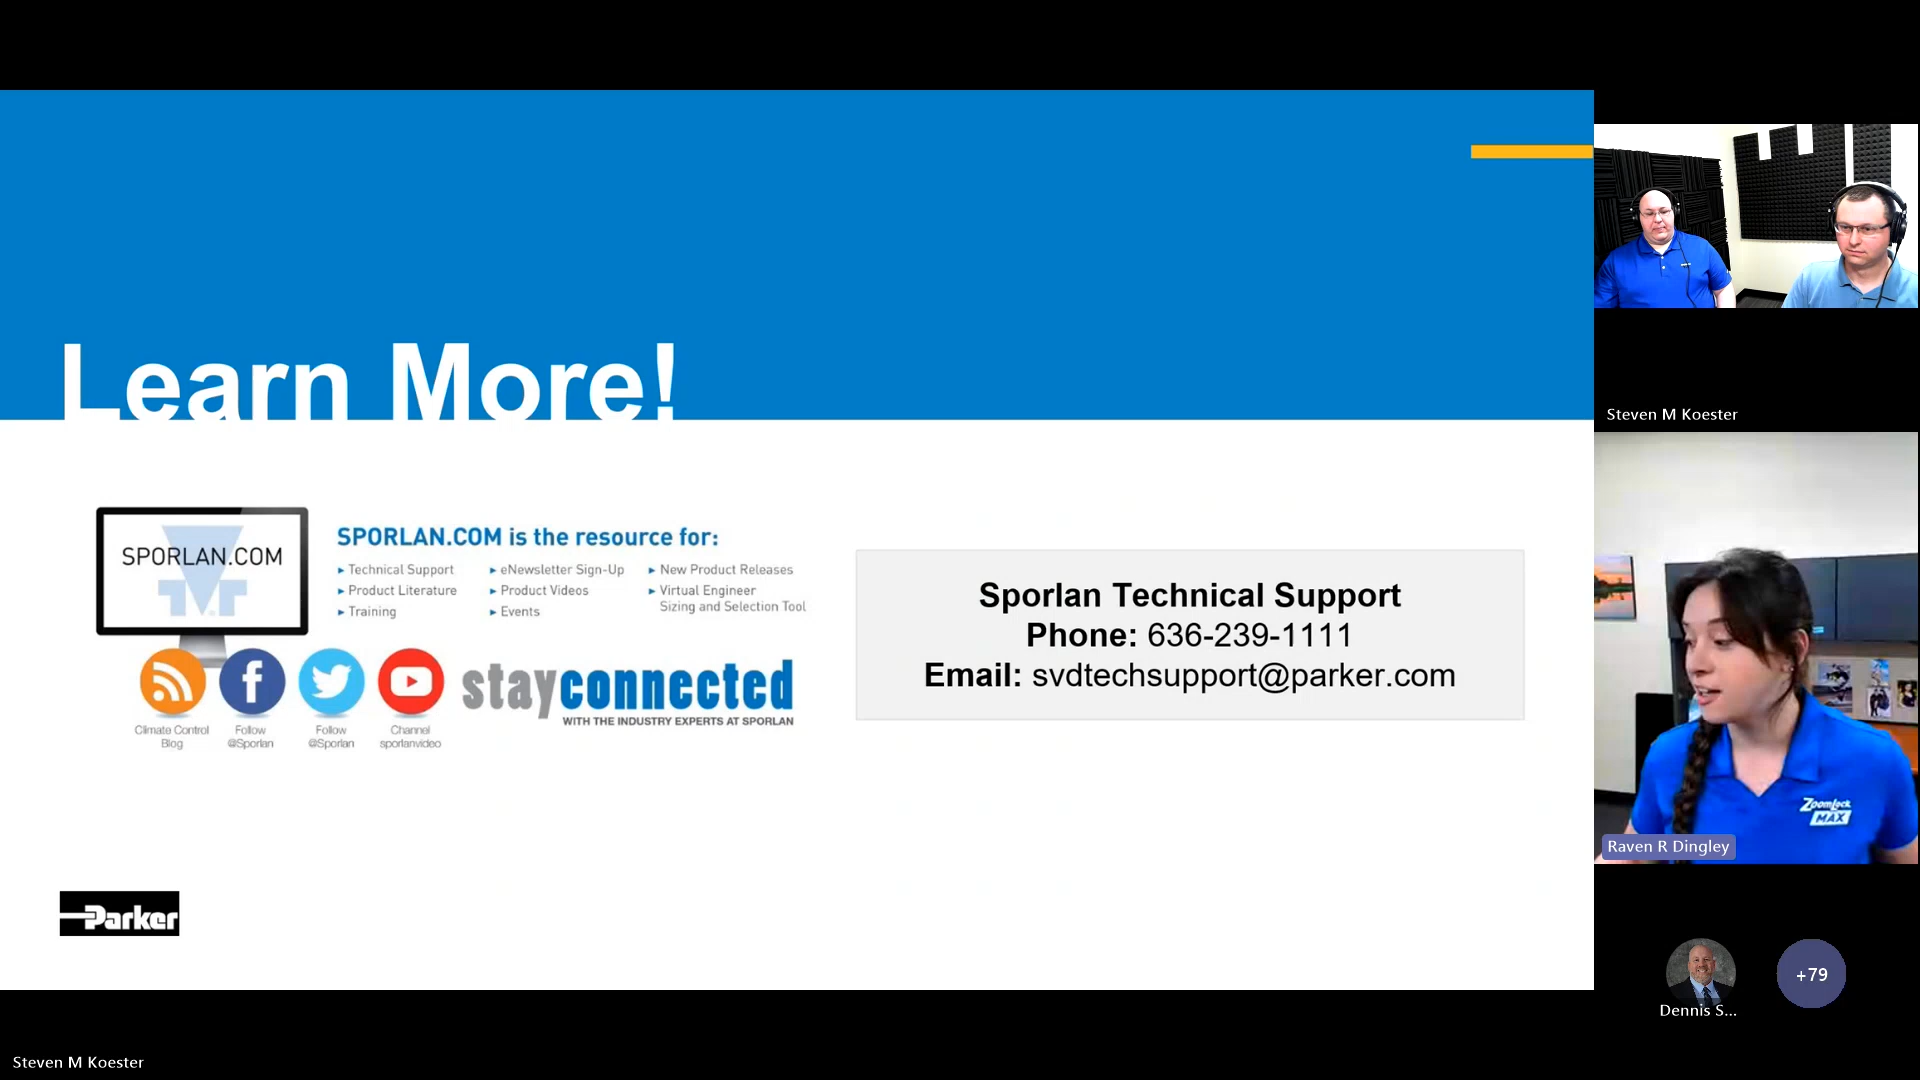 Learn More!
SPORLAN.COM
SPORLAN.COM is the resource for:
Technical Support
Product Literature
Training
eNewsletter Sign-Up
Product Videos
Events
New Product Releases
Virtual Engineer
Sizing and Selection Tool
Climate Control
Blog
Follow
@Sporlan
Follow
@Sporlan
Channel
sporlanvideo
stayconnected
WITH THE INDUSTRY EXPERTS AT SPORLAN
Sporlan Technical Support
Phone: 636-239-1111
Email: svdtechsupport@parker.com
Parker
Steven M Koester
ZoomLock
MAX
Raven R Dingley
Dennis S...
+79
Steven M Koester